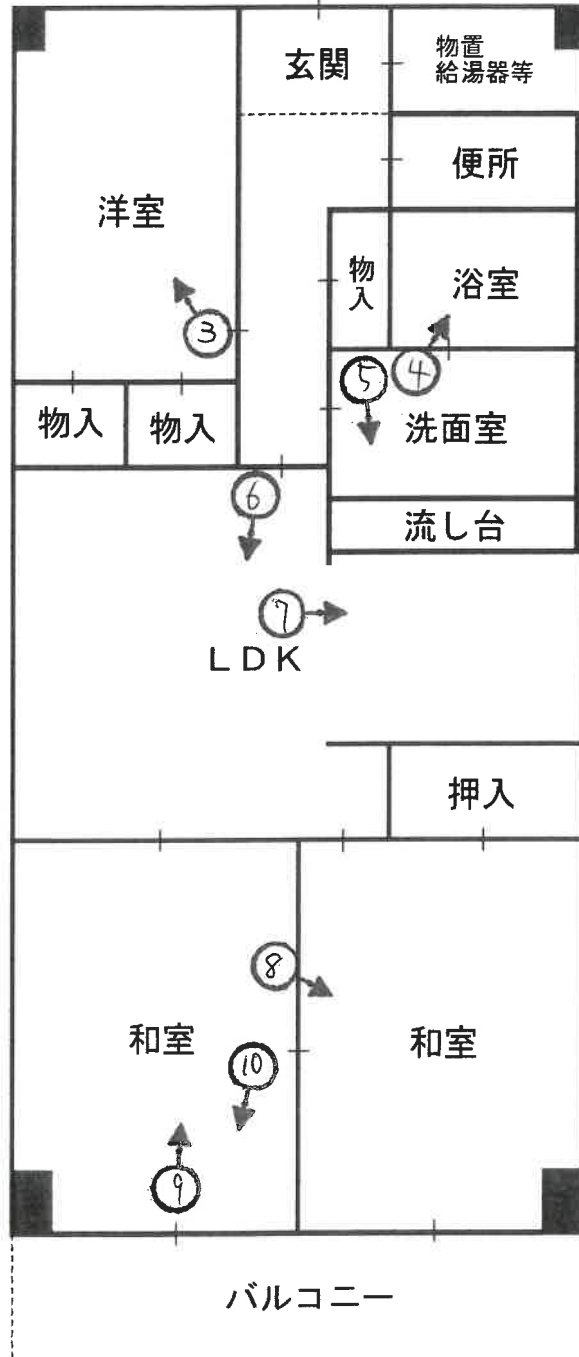 玄関
物置
給湯器等
便所
洋室
物入
浴室
③
④
⑤
物入
物入
洗面室
⑥
流し台
⑦
LDK
押入
⑧
和室
和室
⑩
⑨
バルコニー